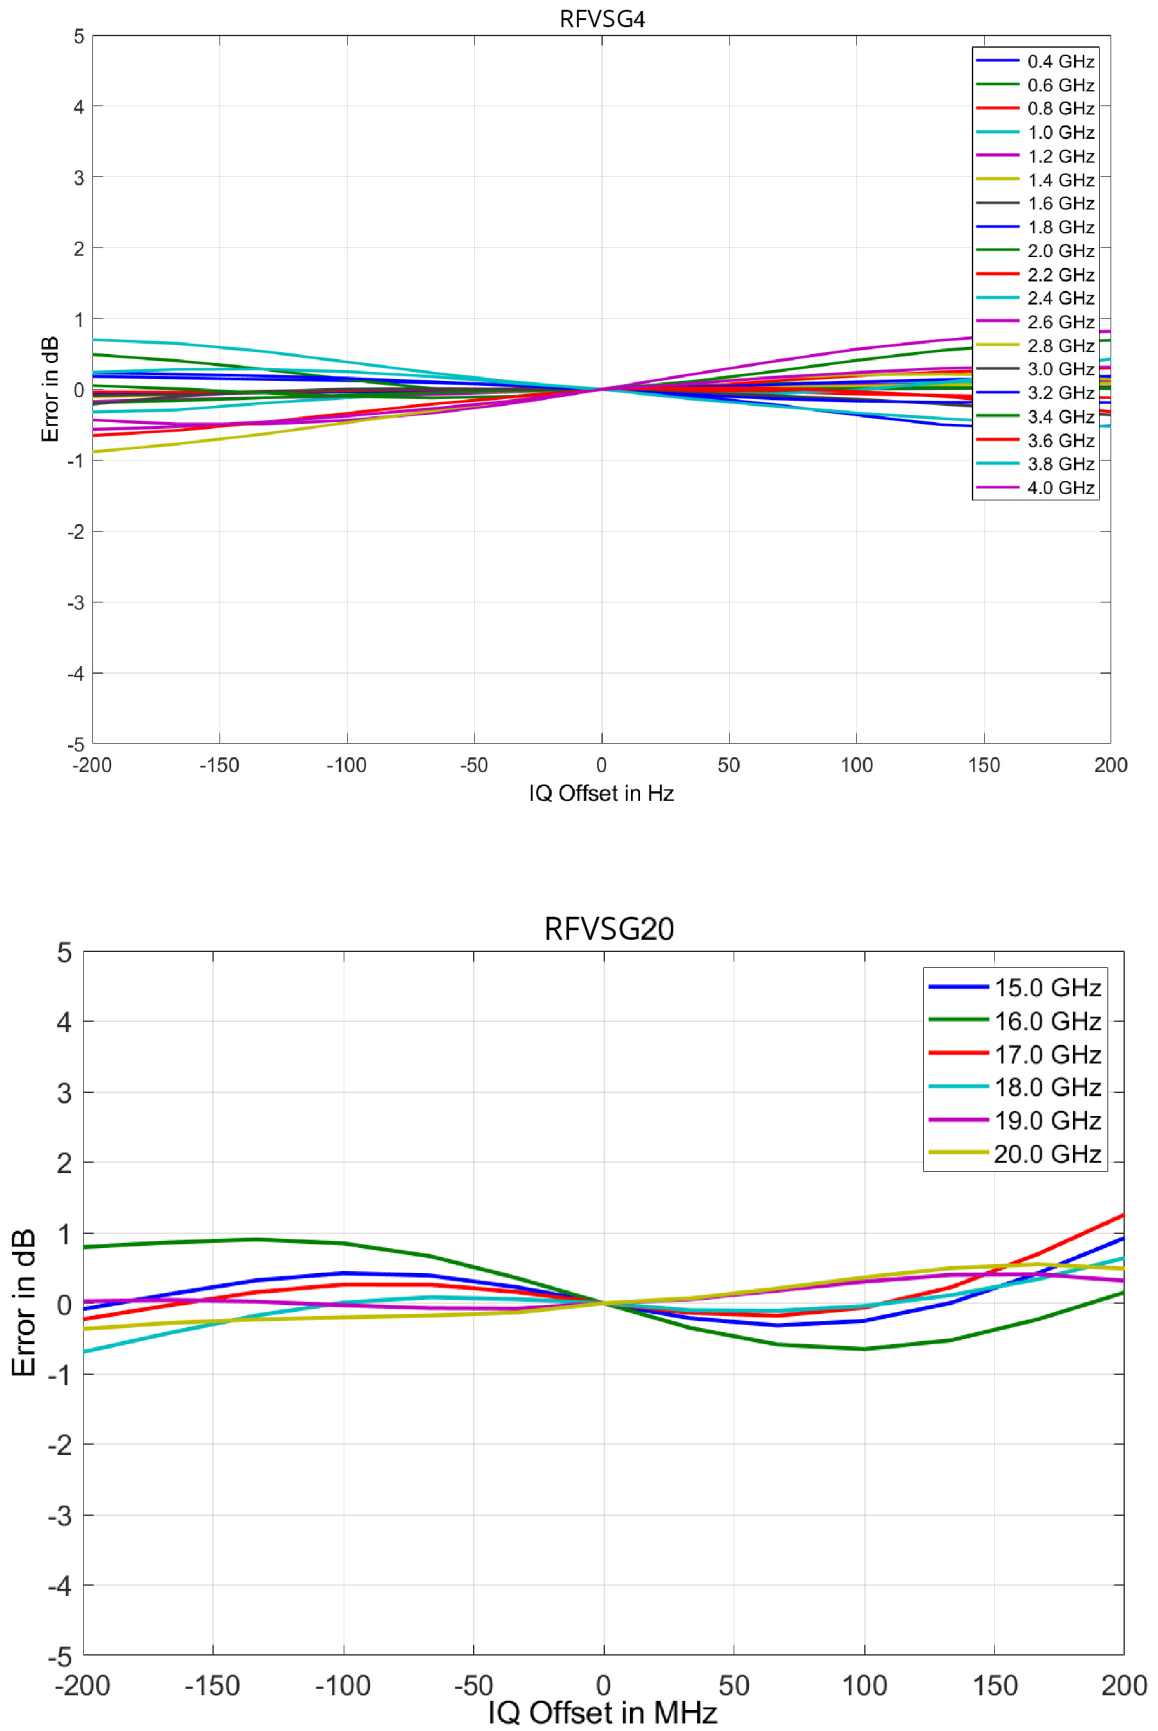 RFVSG4
5
4
3
2
1
0
-1
-2
-3
-4
-5
Error in dB
0.4 GHz
0.6 GHz
0.8 GHz
1.0 GHz
1.2 GHz
1.4 GHz
1.6 GHz
1.8 GHz
2.0 GHz
2.2 GHz
2.4 GHz
2.6 GHz
2.8 GHz
3.0 GHz
3.2 GHz
3.4 GHz
3.6 GHz
3.8 GHz
4.0 GHz
-200 -150 -100 -50 0 50 100 150 200
IQ Offset in Hz
RFVSG20
5
4
3
2
1
0
-1
-2
-3
-4
-5
Error in dB
15.0 GHz
16.0 GHz
17.0 GHz
18.0 GHz
19.0 GHz
20.0 GHz
-200 -150 -100 -50 0 50 100 150 200
IQ Offset in MHz